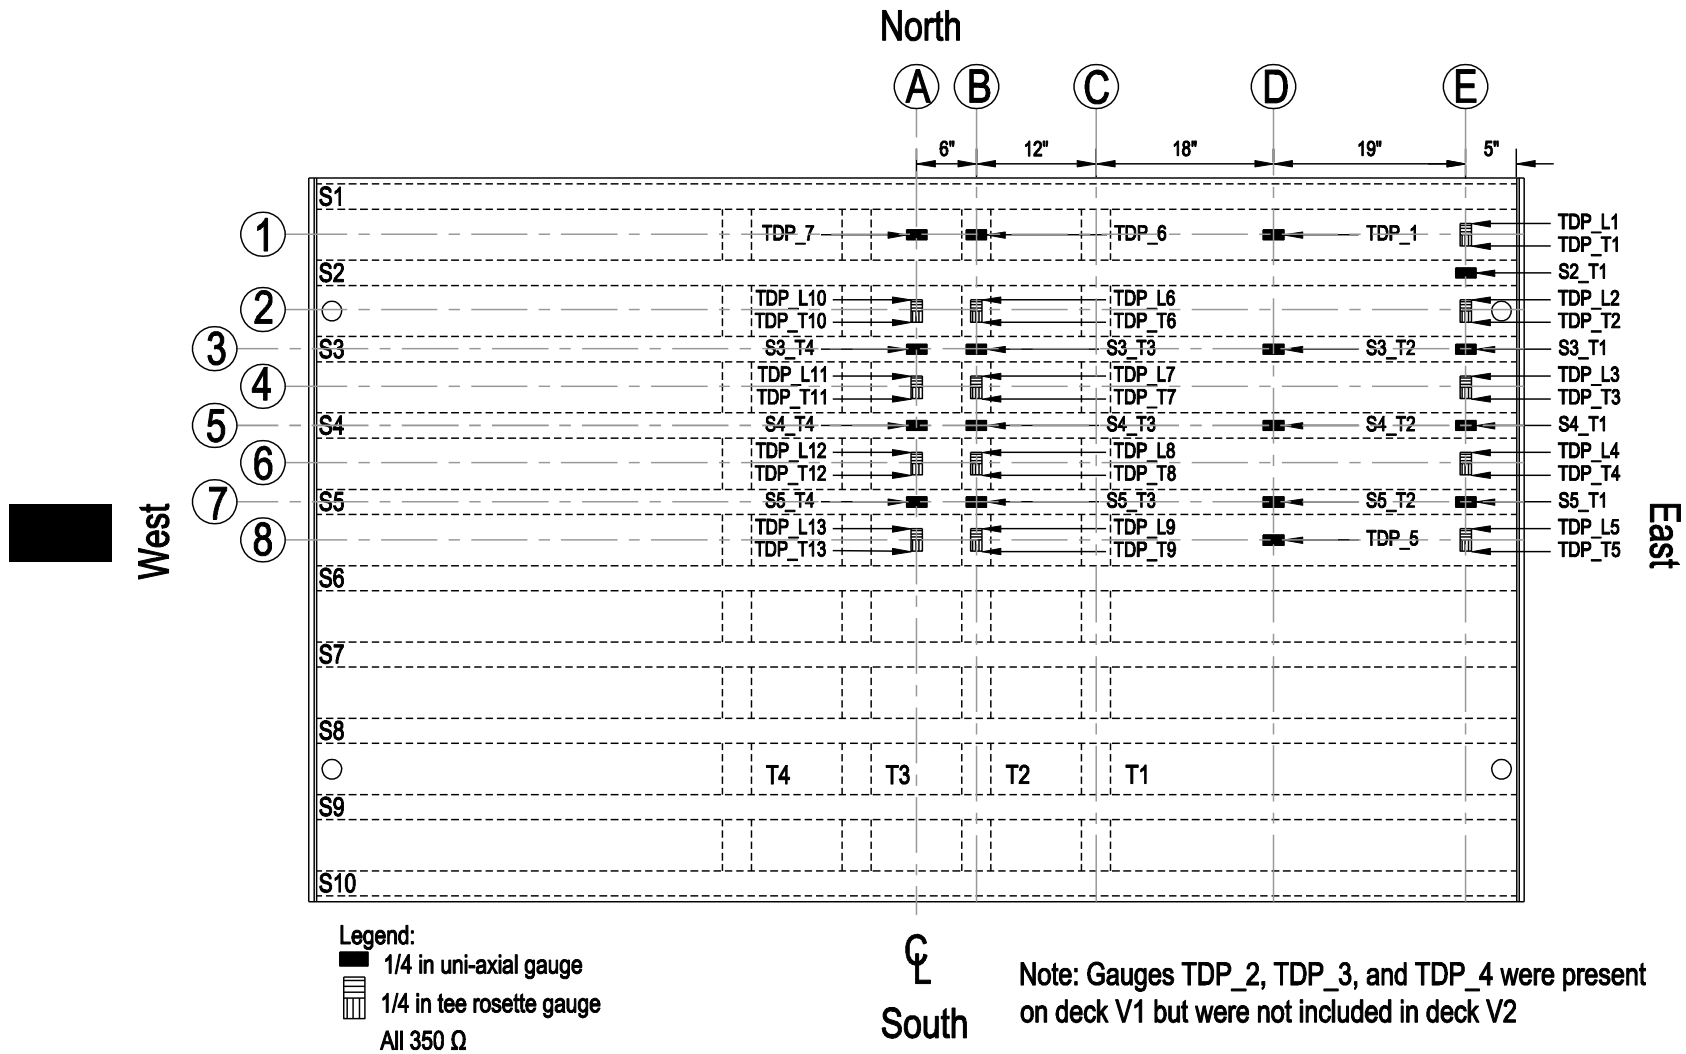 North
A B C D E
6" 12" 18" 19" 5"
S1
TDP_L1
1 TDP_7 TDP_6 TDP_1
TDP_T1
S2 S2_T1
TDP_L10 TDP_L6 TDP_L2
2
TDP_T10 TDP_T6 TDP_T2
3 S3 S3_T4 S3_T3 S3_T2 S3_T1
TDP_L11 TDP_L7 TDP_L3
4
TDP_T11 TDP_T7 TDP_T3
5 S4 S4_T4 S4_T3 S4_T2 S4_T1
TDP_L12 TDP_L8 TDP_L4
6
TDP_T12 TDP_T8 TDP_T4
7 S5 S5_T4 S5_T3 S5_T2 S5_T1
TDP_L13 TDP_L9 TDP_L5
8 TDP_5
TDP_T13 TDP_T9 TDP_T5
West
East
S6
S7
S8
T4 T3 T2 T1
S9
S10
Legend:
1/4 in uni-axial gauge
1/4 in tee rosette gauge
All 350 Ω
CL
South
Note: Gauges TDP_2, TDP_3, and TDP_4 were present
on deck V1 but were not included in deck V2